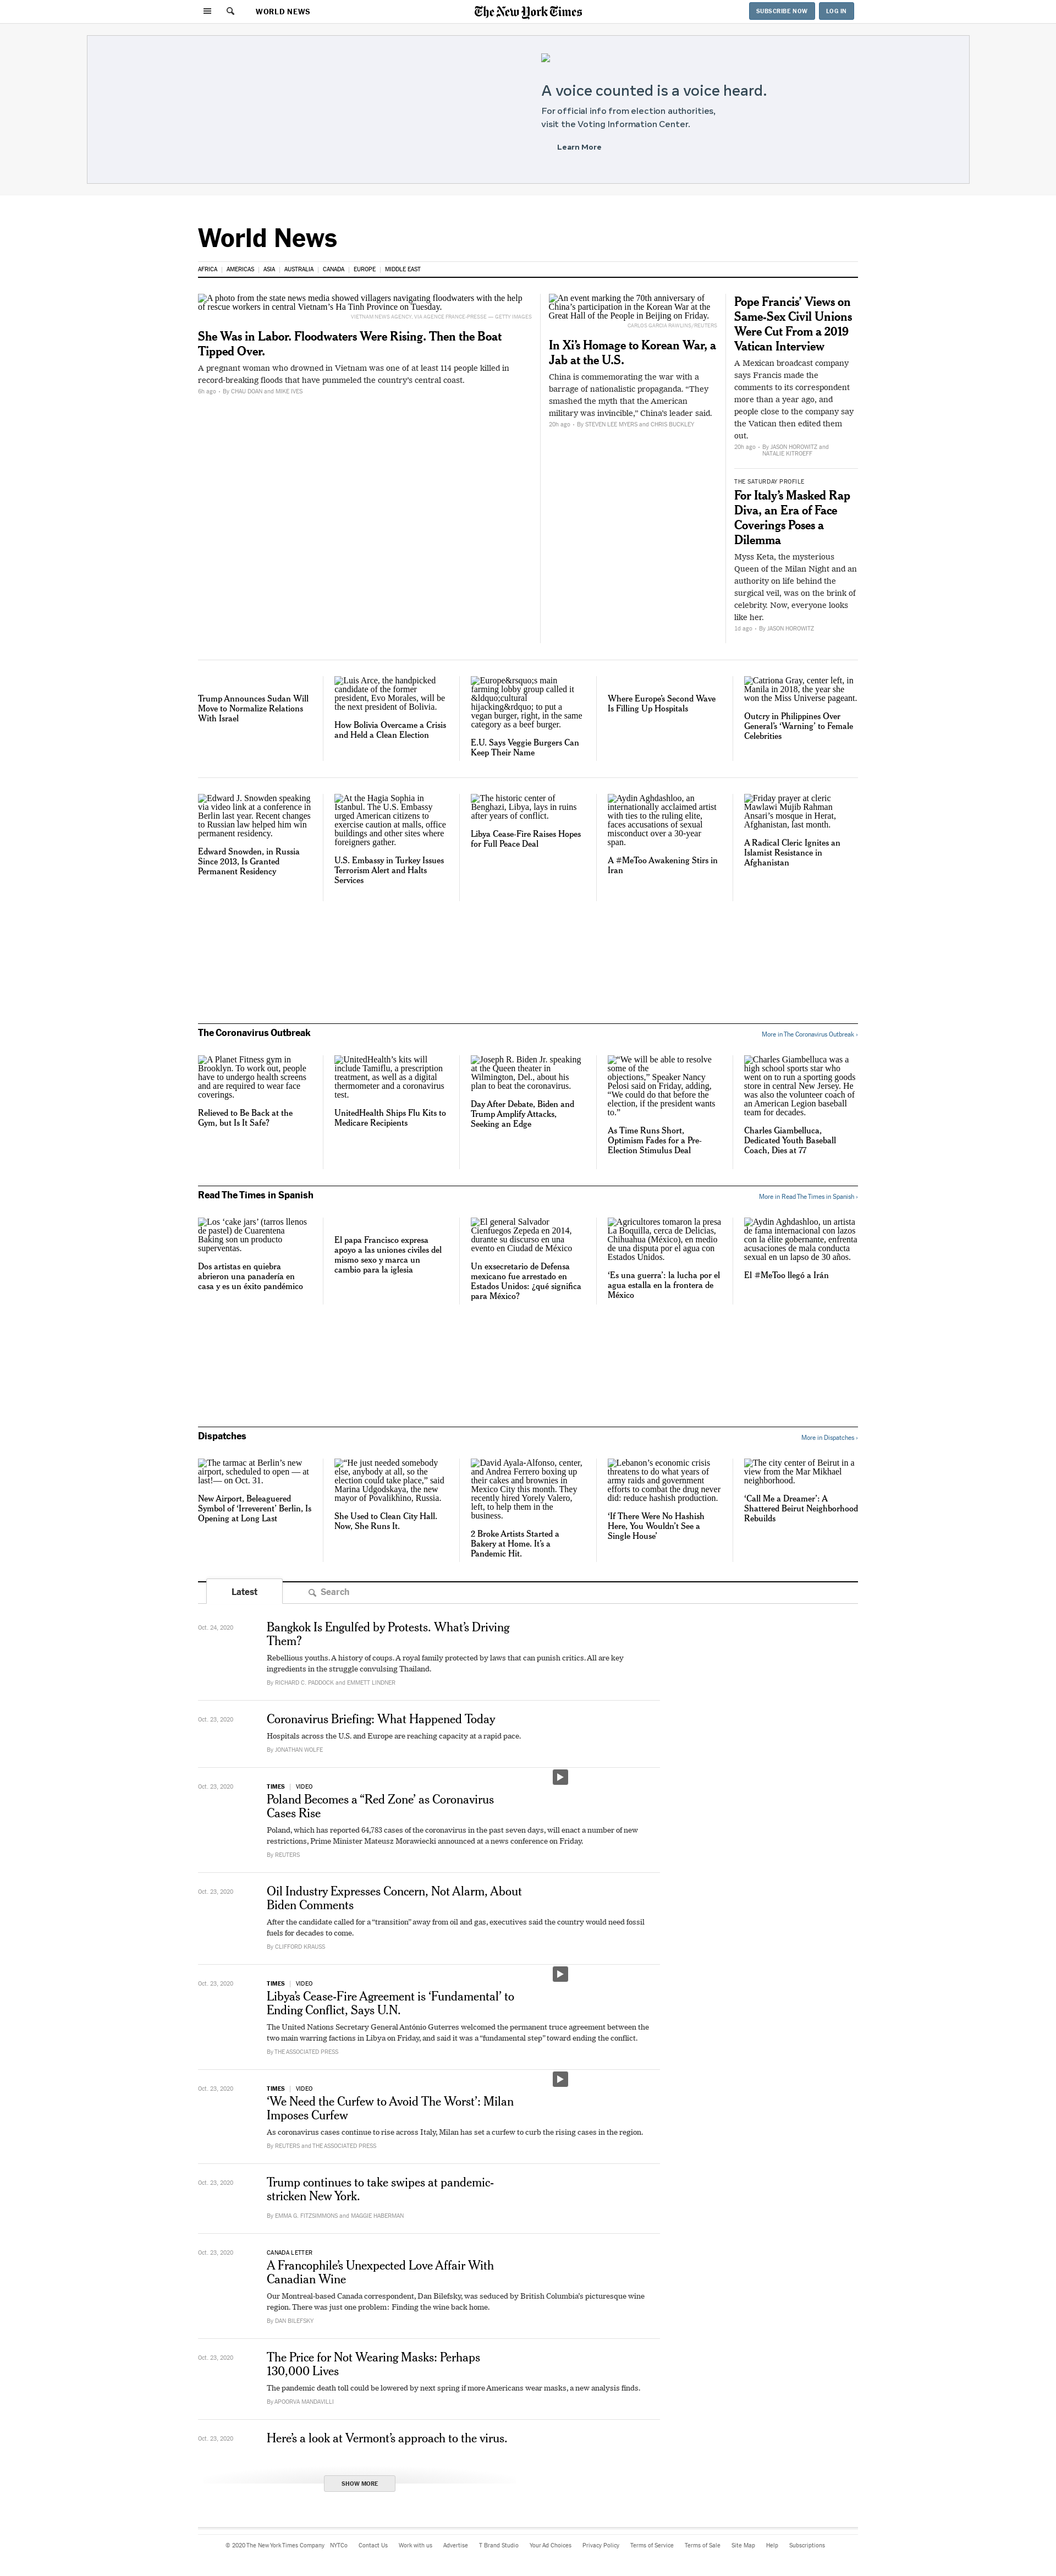 WORLD NEWS
The New York Times
SUBSCRIBE NOW
LOG IN
A voice counted is a voice heard.
For official info from election authorities,
visit the Voting Information Center.
Learn More
World News
AFRICA | AMERICAS | ASIA | AUSTRALIA | CANADA | EUROPE | MIDDLE EAST
A photo from the state news media showed villagers navigating floodwaters with the help
of rescue workers in central Vietnam's Ha Tinh Province on Tuesday.
VIETNAM NEWS AGENCY, VIA AGENCE FRANCE-PRESSE — GETTY IMAGES
She Was in Labor. Floodwaters Were Rising. Then the Boat
Tipped Over.
A pregnant woman who drowned in Vietnam was one of at least 114 people killed in
record-breaking floods that have pummeled the country's central coast.
8h ago · By CHAU DOAN and MIKE IVES
An event marking the 70th anniversary of
China's participation in the Korean War at the
Great Hall of the People in Beijing on Friday.
CARLOS GARCIA RAWLINS/REUTERS
In Xi's Homage to Korean War, a
Jab at the U.S.
China is commemorating the war with a
barrage of nationalistic propaganda. “They
smashed the myth that the American
military was invincible,” China's leader said.
20h ago · By STEVEN LEE MYERS and CHRIS BUCKLEY
Pope Francis’ Views on
Same-Sex Civil Unions
Were Cut From a 2019
Vatican Interview
A Mexican broadcast company
says Francis made the
comments to its correspondent
more than a year ago, and
people close to the company say
the Vatican then edited them
out.
20h ago · By JASON HOROWITZ and
NATALIE KITROEFF
THE SATURDAY PROFILE
For Italy’s Masked Rap
Diva, an Era of Face
Coverings Poses a
Dilemma
Myss Keta, the mysterious
Queen of the Milan Night and an
authority on life behind the
surgical veil, was on the brink of
celebrity. Now, everyone looks
like her.
1d ago · By JASON HOROWITZ
Trump Announces Sudan Will
Move to Normalize Relations
With Israel
Luis Arce, the handpicked
candidate of the former
president, Evo Morales, will be
the next president of Bolivia.
How Bolivia Overcame a Crisis
and Held a Clean Election
Europe&rsquo;s main
farming lobby group called it
&ldquo;cultural
hijacking&rdquo; to put a
vegan burger, right, in the same
category as a beef burger.
E.U. Says Veggie Burgers Can
Keep Their Name
Where Europe’s Second Wave
Is Filling Up Hospitals
Catriona Gray, center left, in
Manila in 2018, the year she
won the Miss Universe pageant.
Outcry in Philippines Over
General’s ‘Warning’ to Female
Celebrities
Edward J. Snowden speaking
via video link at a conference in
Berlin last year. Recent changes
to Russian law helped him win
permanent residency.
Edward Snowden, in Russia
Since 2013, Is Granted
Permanent Residency
At the Hagia Sophia in
Istanbul. The U.S. Embassy
urged American citizens to
exercise caution at malls, office
buildings and other sites where
foreigners gather.
U.S. Embassy in Turkey Issues
Terrorism Alert and Halts
Services
The historic center of
Benghazi, Libya, lays in ruins
after years of conflict.
Libya Cease-Fire Raises Hopes
for Full Peace Deal
Aydin Aghdashloo, an
internationally acclaimed artist
with ties to the ruling elite,
faces accusations of sexual
misconduct over a 30-year
span.
A #MeToo Awakening Stirs in
Iran
Friday prayer at cleric
Mawlawi Mujib Rahman
Ansari’s mosque in Herat,
Afghanistan, last month.
A Radical Cleric Ignites an
Islamist Resistance in
Afghanistan
The Coronavirus Outbreak
More in The Coronavirus Outbreak ›
A Planet Fitness gym in
Brooklyn. To work out, people
have to undergo health screens
and are required to wear face
coverings.
Relieved to Be Back at the
Gym, but Is It Safe?
UnitedHealth’s kits will
include Tamiflu, a prescription
treatment, as well as a digital
thermometer and a coronavirus
test.
UnitedHealth Ships Flu Kits to
Medicare Recipients
Joseph R. Biden Jr. speaking
at the Queen theater in
Wilmington, Del., about his
plan to beat the coronavirus.
Day After Debate, Biden and
Trump Amplify Attacks,
Seeking an Edge
“We will be able to resolve
some of the
objections,” Speaker Nancy
Pelosi said on Friday, adding,
“We could do that before the
election, if the president wants
to.”
As Time Runs Short,
Optimism Fades for a Pre-
Election Stimulus Deal
Charles Giambelluca was a
high school sports star who
went on to run a sporting goods
store in central New Jersey. He
was also the volunteer coach of
an American Legion baseball
team for decades.
Charles Giambelluca,
Dedicated Youth Baseball
Coach, Dies at 77
Read The Times in Spanish
More in Read The Times in Spanish ›
Los ‘cake jars’ (tarros llenos
de pastel) de Cuarentena
Baking son un producto
superventas.
Dos artistas en quiebra
abrieron una panadería en
casa y es un éxito pandémico
El papa Francisco expresa
apoyo a las uniones civiles del
mismo sexo y marca un
cambio para la iglesia
El general Salvador
Cienfuegos Zepeda en 2014,
durante su discurso en una
evento en Ciudad de México
Un exsecretario de Defensa
mexicano fue arrestado en
Estados Unidos: ¿qué significa
para México?
Agricultores tomaron la presa
La Boquilla, cerca de Delicias,
Chihuahua (México), en medio
de una disputa por el agua con
Estados Unidos.
‘Es una guerra’: la lucha por el
agua estalla en la frontera de
México
Aydin Aghdashloo, un artista
de fama internacional con lazos
con la élite gobernante, enfrenta
acusaciones de mala conducta
sexual en un lapso de 30 años.
El #MeToo llegó a Irán
Dispatches
More in Dispatches ›
The tarmac at Berlin’s new
airport, scheduled to open — at
last!— on Oct. 31.
New Airport, Beleaguered
Symbol of ‘Irreverent’ Berlin, Is
Opening at Long Last
“He just needed somebody
else, anybody at all, so the
election could take place,” said
Marina Udgodskaya, the new
mayor of Povalikhino, Russia.
She Used to Clean City Hall.
Now, She Runs It.
David Ayala-Alfonso, center,
and Andrea Ferrero boxing up
their cakes and brownies in
Mexico City this month. They
recently hired Yorely Valero,
left, to help them in the
business.
2 Broke Artists Started a
Bakery at Home. It’s a
Pandemic Hit.
Lebanon’s economic crisis
threatens to do what years of
army raids and government
efforts to combat the drug never
did: reduce hashish production.
‘If There Were No Hashish
Here, You Wouldn’t See a
Single House’
The city center of Beirut in a
view from the Mar Mikhael
neighborhood.
‘Call Me a Dreamer’: A
Shattered Beirut Neighborhood
Rebuilds
Latest
Search
Oct. 24, 2020
Bangkok Is Engulfed by Protests. What’s Driving
Them?
Rebellious youths. A history of coups. A royal family protected by laws that can punish critics. All are key
ingredients in the struggle convulsing Thailand.
By RICHARD C. PADDOCK and EMMETT LINDNER
Oct. 23, 2020
Coronavirus Briefing: What Happened Today
Hospitals across the U.S. and Europe are reaching capacity at a rapid pace.
By JONATHAN WOLFE
Oct. 23, 2020
TIMES | VIDEO
Poland Becomes a “Red Zone’ as Coronavirus
Cases Rise
Poland, which has reported 64,783 cases of the coronavirus in the past seven days, will enact a number of new
restrictions, Prime Minister Mateusz Morawiecki announced at a news conference on Friday.
By REUTERS
Oct. 23, 2020
Oil Industry Expresses Concern, Not Alarm, About
Biden Comments
After the candidate called for a “transition” away from oil and gas, executives said the country would need fossil
fuels for decades to come.
By CLIFFORD KRAUSS
Oct. 23, 2020
TIMES | VIDEO
Libya’s Cease-Fire Agreement is ‘Fundamental’ to
Ending Conflict, Says U.N.
The United Nations Secretary General António Guterres welcomed the permanent truce agreement between the
two main warring factions in Libya on Friday, and said it was a “fundamental step” toward ending the conflict.
By THE ASSOCIATED PRESS
Oct. 23, 2020
TIMES | VIDEO
‘We Need the Curfew to Avoid The Worst’: Milan
Imposes Curfew
As coronavirus cases continue to rise across Italy, Milan has set a curfew to curb the rising cases in the region.
By REUTERS and THE ASSOCIATED PRESS
Oct. 23, 2020
Trump continues to take swipes at pandemic-
stricken New York.
By EMMA G. FITZSIMMONS and MAGGIE HABERMAN
Oct. 23, 2020
CANADA LETTER
A Francophile’s Unexpected Love Affair With
Canadian Wine
Our Montreal-based Canada correspondent, Dan Bilefsky, was seduced by British Columbia’s picturesque wine
region. There was just one problem: Finding the wine back home.
By DAN BILEFSKY
Oct. 23, 2020
The Price for Not Wearing Masks: Perhaps
130,000 Lives
The pandemic death toll could be lowered by next spring if more Americans wear masks, a new analysis finds.
By APOORVA MANDAVILLI
Oct. 23, 2020
Here’s a look at Vermont’s approach to the virus.
SHOW MORE
© 2020 The New York Times Company NYTCo Contact Us Work with us Advertise T Brand Studio Your Ad Choices Privacy Policy Terms of Service Terms of Sale Site Map Help Subscriptions